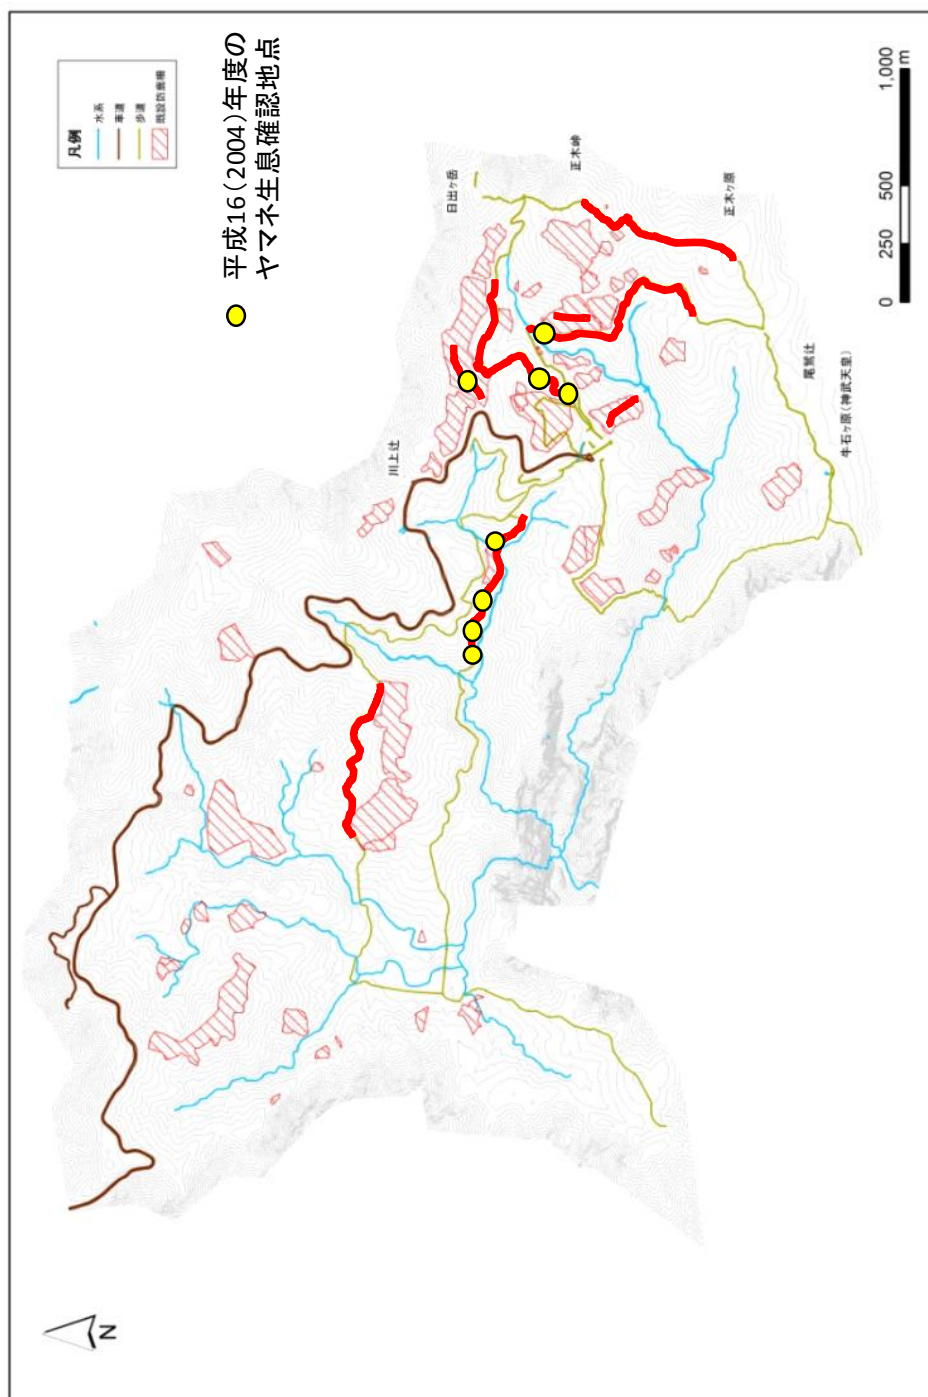 凡例
水系
車道
歩道
既設防鹿柵
平成16(2004)年度の
ヤマネ生息確認地点
日出ヶ岳
正木峠
正木ヶ原
川上辻
尾鷲辻
牛石ヶ原(神武天皇)
0 250 500 1,000
m
N